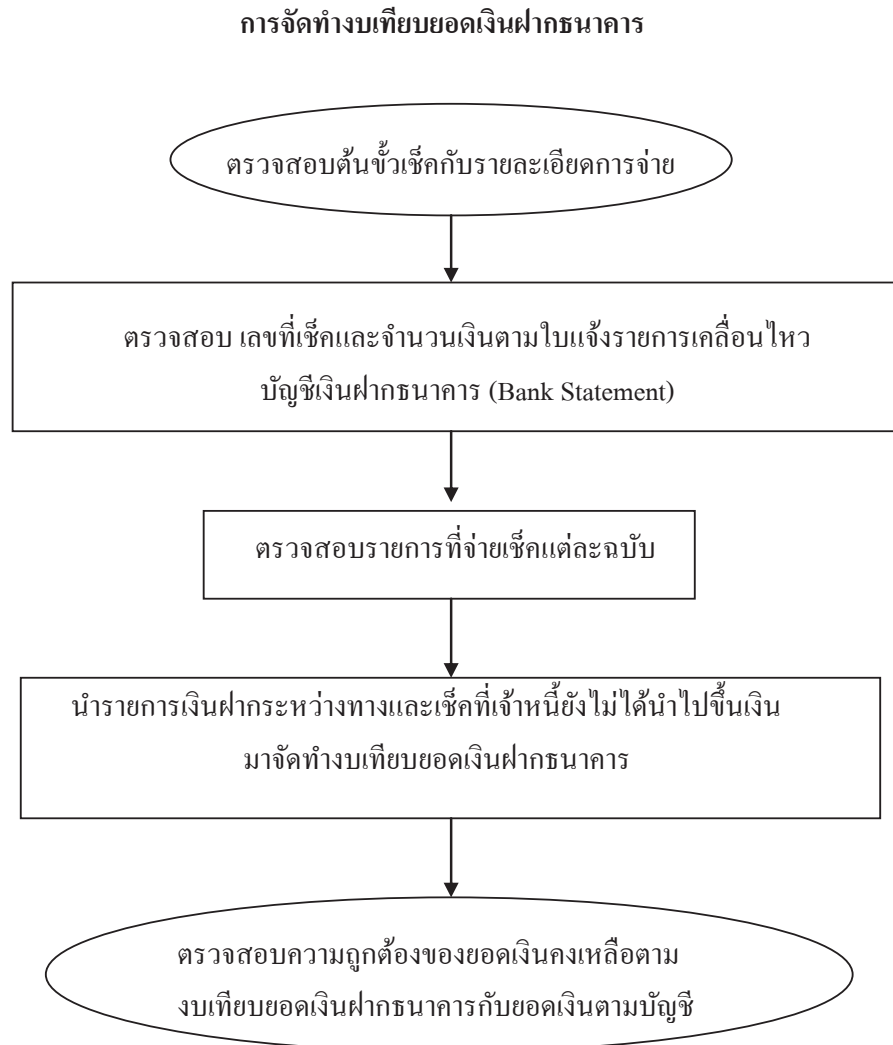 การจัดทำงบเทียบยอดเงินฝากธนาคาร
ตรวจสอบต้นขั้วเช็คกับรายละเอียดการจ่าย
ตรวจสอบ เลขที่เช็คและจำนวนเงินตามใบแจ้งรายการเคลื่อนไหว
บัญชีเงินฝากธนาคาร (Bank Statement)
ตรวจสอบรายการที่จ่ายเช็คแต่ละฉบับ
นำรายการเงินฝากระหว่างทางและเช็คที่เจ้าหนี้ยังไม่ได้นำไปขึ้นเงิน
มาจัดทำงบเทียบยอดเงินฝากธนาคาร
ตรวจสอบความถูกต้องของยอดเงินคงเหลือตาม
งบเทียบยอดเงินฝากธนาคารกับยอดเงินตามบัญชี